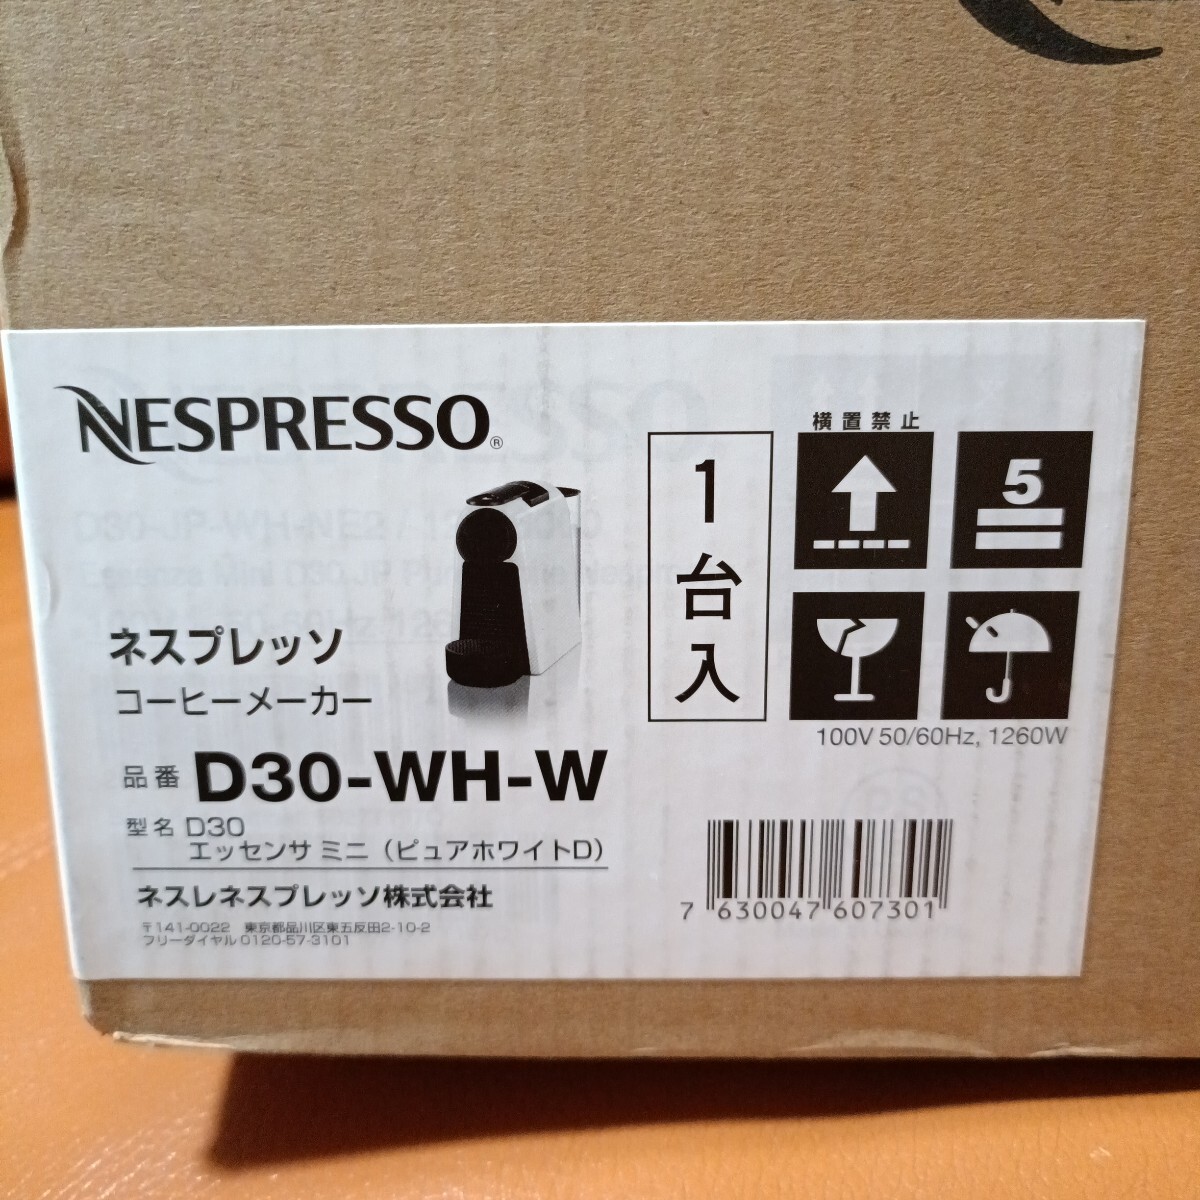 NESPRESSO®
ネスプレッソ
コーヒーメーカー
品番 D30-WH-W
型名 D30
エッセンサ ミニ（ピュアホワイトD）
ネスレネスプレッソ株式会社
〒141-0022 東京都品川区東五反田2-10-2
フリーダイヤル0120-57-3101
1台入
横置禁止
5
100V 50/60Hz, 1260W
7 630047 607301